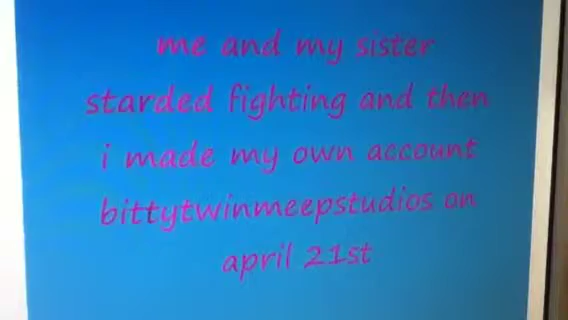 me and my sister
starded fighting and then
i made my own account
bittytwinmeepstudios on
april 21st